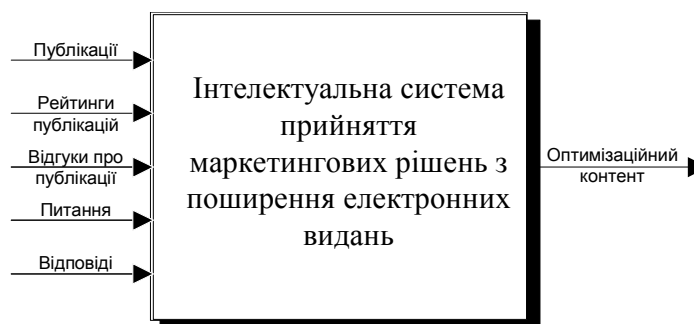 Публікації
Рейтинги
публікацій
Відгуки про
публікації
Питання
Відповіді
Інтелектуальна система
прийняття
маркетингових рішень з
поширення електронних
видань
Оптимізаційний
контент